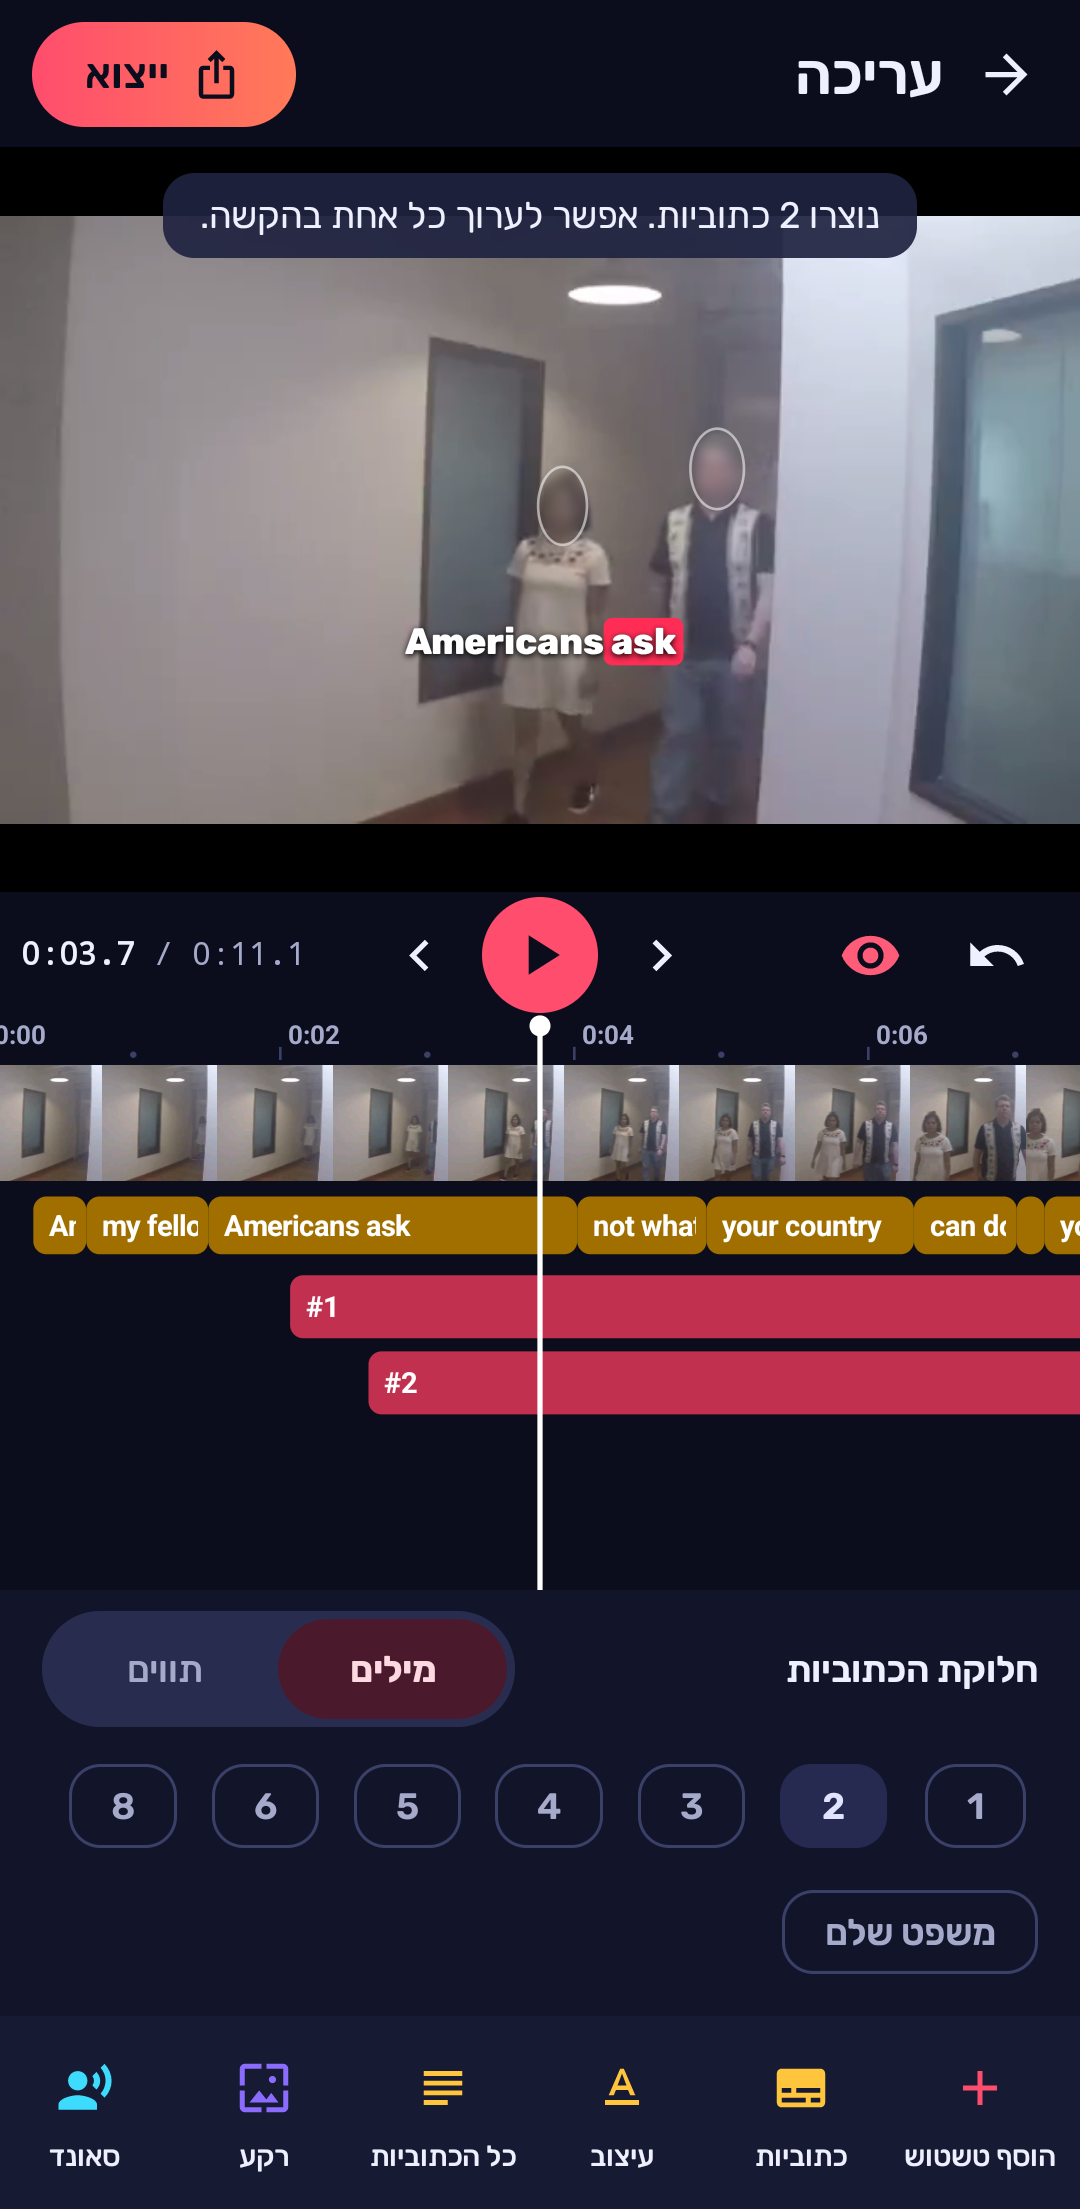 עריכה
ייצוא
נוצרו 2 כתוביות. אפשר לערוך כל אחת בהקשה.
Americans ask
0:03.7 / 0:11.1
0:00 0:02 0:04 0:06
my fello Americans ask not what your country can do
#1
#2
חלוקת הכתוביות
מילים
תווים
1 2 3 4 5 6 8
משפט שלם
הוסף טשטוש
כתוביות
עיצוב
כל הכתוביות
רקע
סאונד